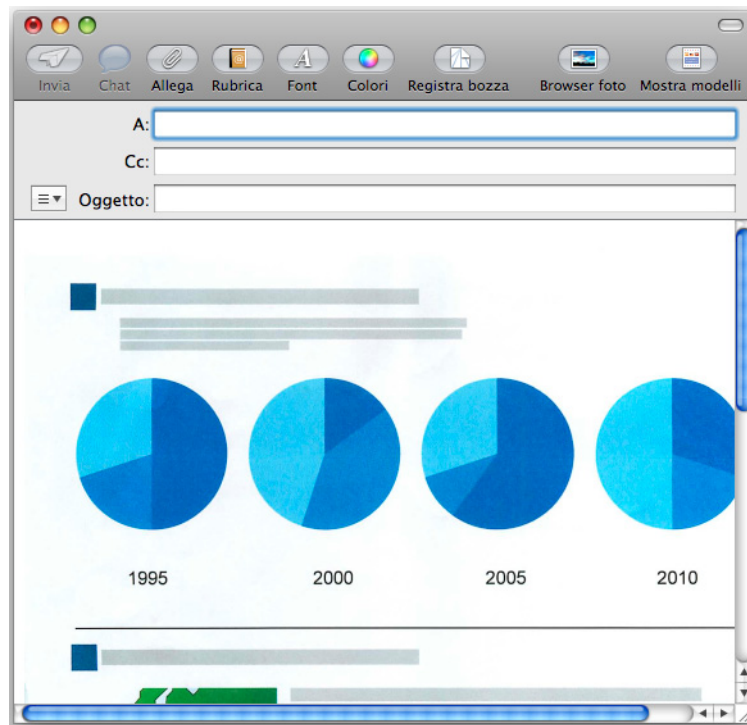 Invia Chat Allega Rubrica Font Colori Registra bozza Browser foto Mostra modelli
A:
Cc:
Oggetto:
1995 2000 2005 2010